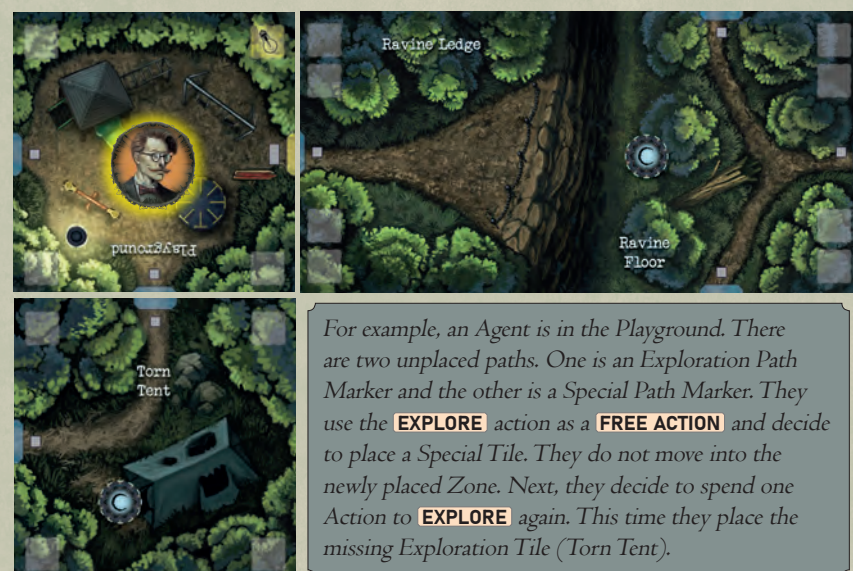 Ravine Ledge
Playground
Ravine
Floor
Torn
Tent
For example, an Agent is in the Playground. There
are two unplaced paths. One is an Exploration Path
Marker and the other is a Special Path Marker. They
use the EXPLORE action as a FREE ACTION and decide
to place a Special Tile. They do not move into the
newly placed Zone. Next, they decide to spend one
Action to EXPLORE again. This time they place the
missing Exploration Tile (Torn Tent).